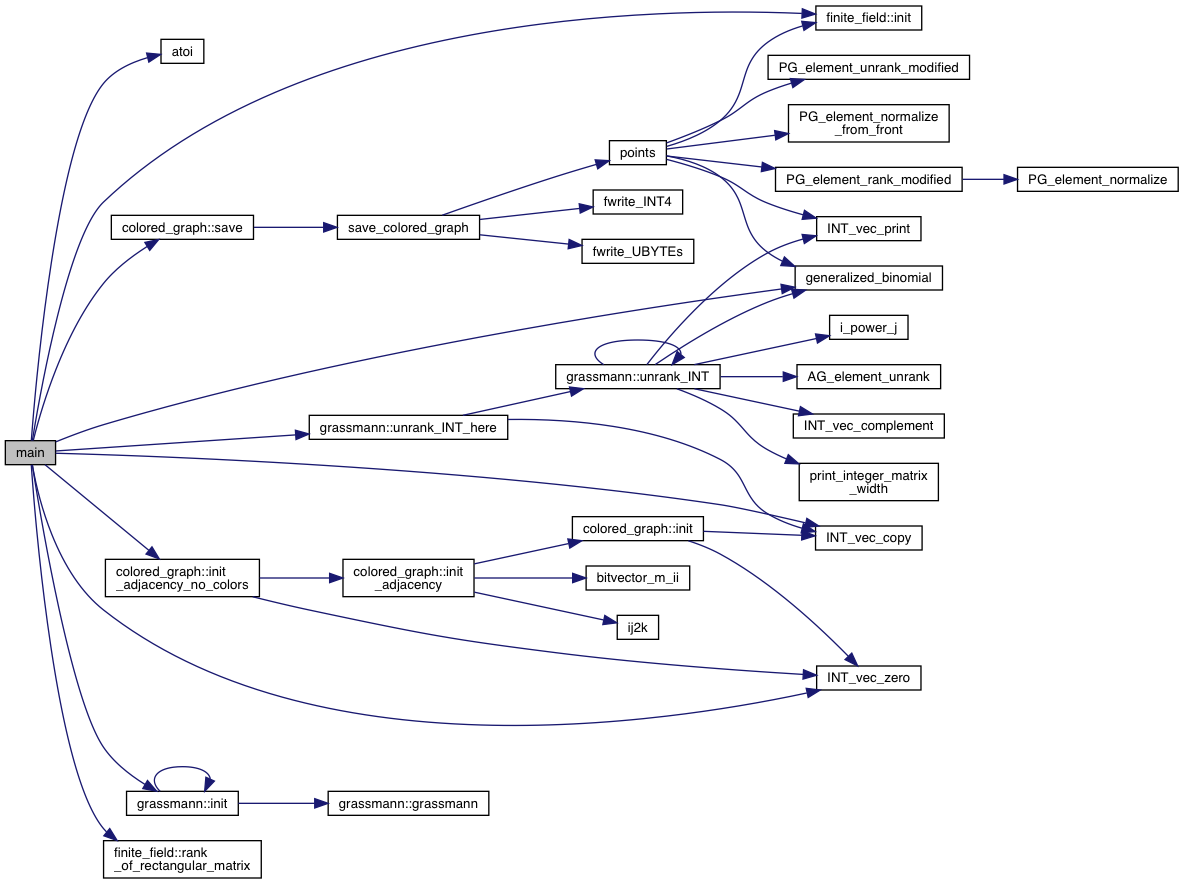 finite_field::init
atoi
PG_element_unrank_modified
PG_element_normalize
_from_front
points
PG_element_rank_modified
PG_element_normalize
fwrite_INT4
colored_graph::save
save_colored_graph
INT_vec_print
fwrite_UBYTEs
generalized_binomial
i_power_j
grassmann::unrank_INT
AG_element_unrank
grassmann::unrank_INT_here
INT_vec_complement
main
print_integer_matrix
_width
colored_graph::init
INT_vec_copy
colored_graph::init
_adjacency_no_colors
colored_graph::init
_adjacency
bitvector_m_ii
ij2k
INT_vec_zero
grassmann::init
grassmann::grassmann
finite_field::rank
_of_rectangular_matrix